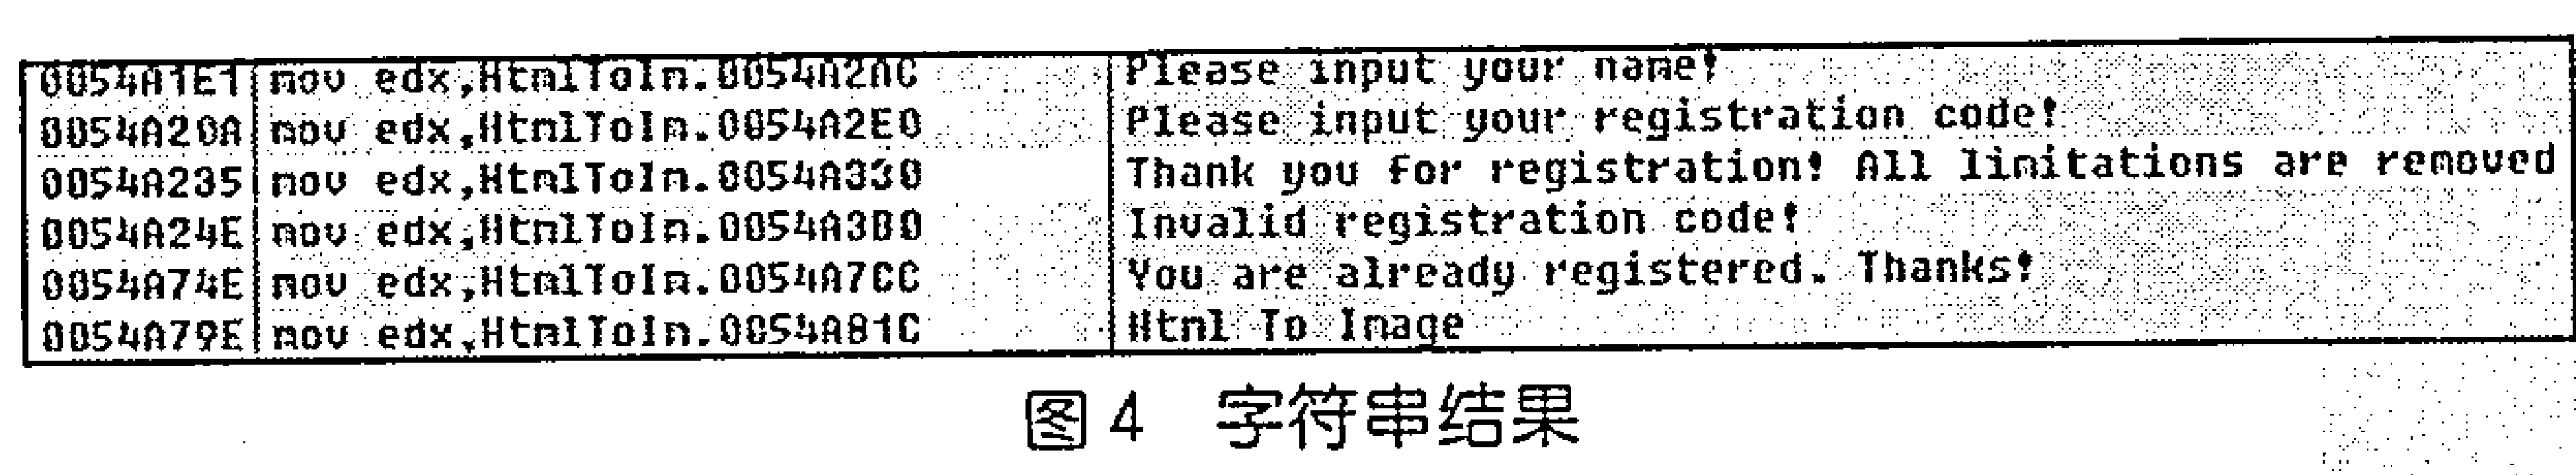 0054A1E1 mov edx,HtmlToIm.0054A2AC Please input your name!
0054A20A mov edx,HtmlToIm.0054A2E0 Please input your registration code!
0054A235 mov edx,HtmlToIm.0054A330 Thank you for registration! All limitations are removed
0054A24E mov edx,HtmlToIm.0054A3B0 Invalid registration code!
0054A74E mov edx,HtmlToIm.0054A7CC You are already registered. Thanks!
0054A79E mov edx,HtmlToIm.0054A81C Html To Image
图4 字符串结果